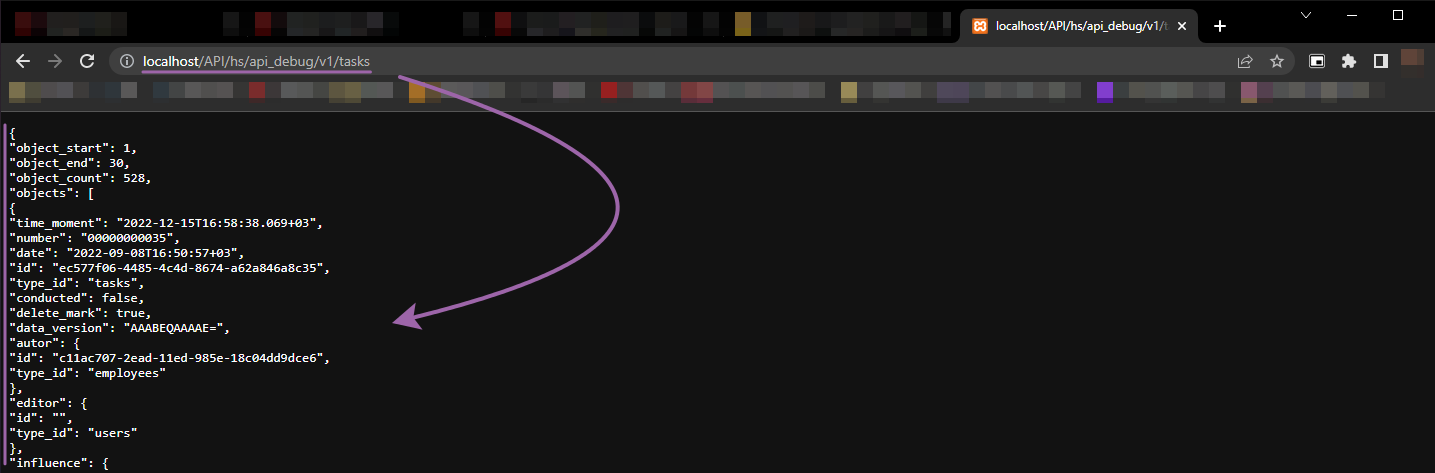 localhost/API/hs/api_debug/v1/t
localhost/API/hs/api_debug/v1/tasks
{
"object_start": 1,
"object_end": 30,
"object_count": 528,
"objects": [
{
"time_moment": "2022-12-15T16:58:38.069+03",
"number": "00000000035",
"date": "2022-09-08T16:50:57+03",
"id": "ec577f06-4485-4c4d-8674-a62a846a8c35",
"type_id": "tasks",
"conducted": false,
"delete_mark": true,
"data_version": "AAABEQAAAAE=",
"autor": {
"id": "c11ac707-2ead-11ed-985e-18c04dd9dce6",
"type_id": "employees"
},
"editor": {
"id": "",
"type_id": "users"
},
"influence": {